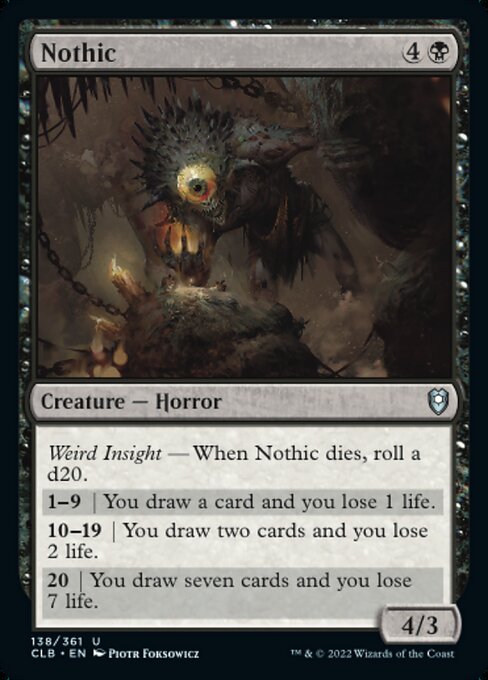 Nothic 4
Creature — Horror
Weird Insight — When Nothic dies, roll a
d20.
1–9 | You draw a card and you lose 1 life.
10–19 | You draw two cards and you lose
2 life.
20 | You draw seven cards and you lose
7 life.
4/3
138/361 U
CLB • EN Piotr Foksowicz
™ & © 2022 Wizards of the Coast